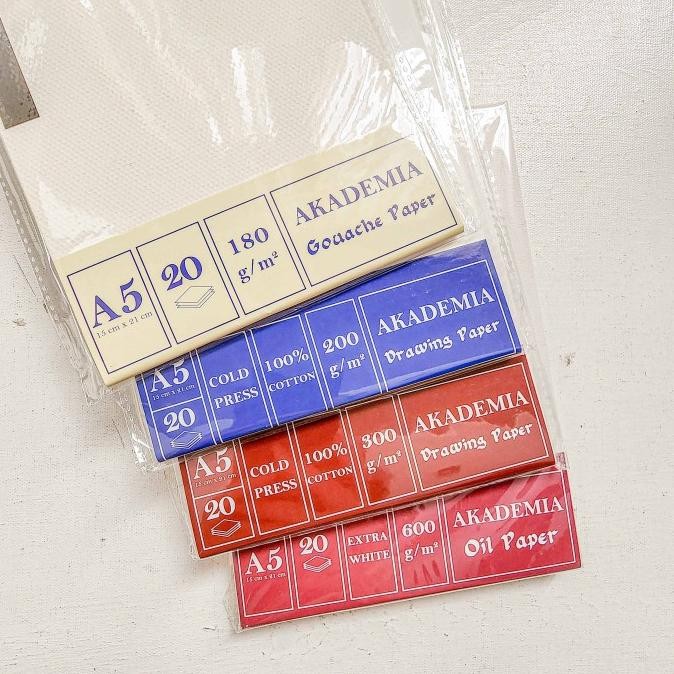 A5
15 cm x 21 cm
20
180
g/m²
AKADEMIA
Gouache Paper
A5
15 cm x 21 cm
20
COLD
PRESS
100%
COTTON
200
g/m²
AKADEMIA
Drawing Paper
A5
15 cm x 21 cm
20
COLD
PRESS
100%
COTTON
300
g/m²
AKADEMIA
Drawing Paper
A5
15 cm x 21 cm
20
EXTRA
WHITE
600
g/m²
AKADEMIA
Oil Paper